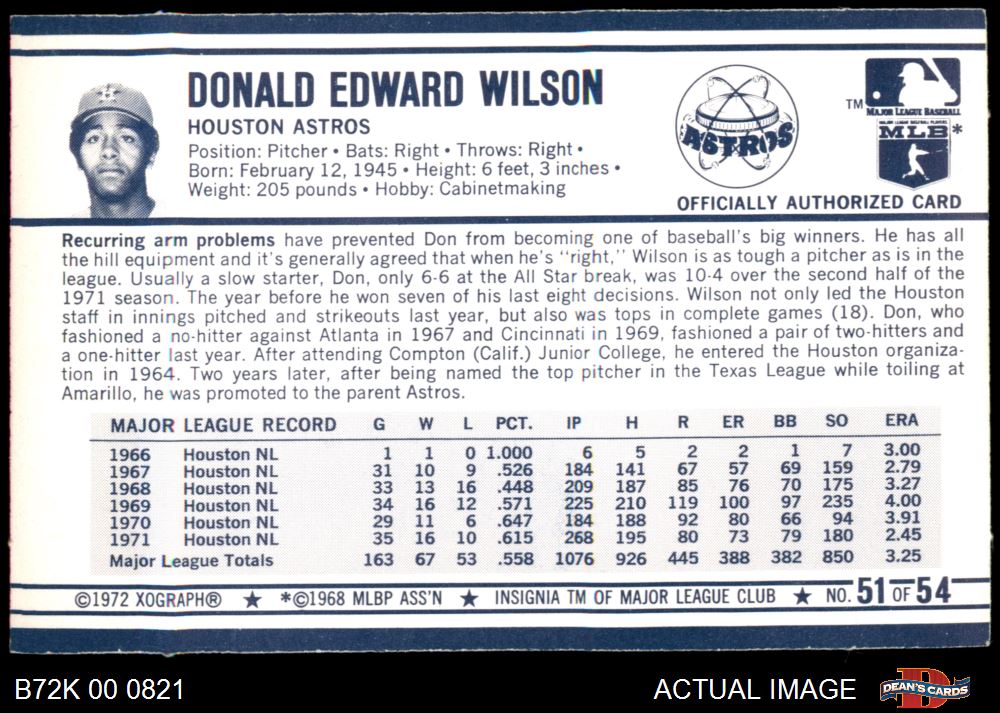 DONALD EDWARD WILSON
HOUSTON ASTROS
Position: Pitcher • Bats: Right • Throws: Right •
Born: February 12, 1945 • Height: 6 feet, 3 inches •
Weight: 205 pounds • Hobby: Cabinetmaking
ASTROS
TM
MAJOR LEAGUE BASEBALL
MAJOR LEAGUE BASEBALL PLAYERS
MLB*
OFFICIALLY AUTHORIZED CARD
Recurring arm problems have prevented Don from becoming one of baseball's big winners. He has all
the hill equipment and it's generally agreed that when he's "right," Wilson is as tough a pitcher as is in the
league. Usually a slow starter, Don, only 6-6 at the All Star break, was 10-4 over the second half of the
1971 season. The year before he won seven of his last eight decisions. Wilson not only led the Houston
staff in innings pitched and strikeouts last year, but also was tops in complete games (18). Don, who
fashioned a no-hitter against Atlanta in 1967 and Cincinnati in 1969, fashioned a pair of two-hitters and
a one-hitter last year. After attending Compton (Calif.) Junior College, he entered the Houston organiza-
tion in 1964. Two years later, after being named the top pitcher in the Texas League while toiling at
Amarillo, he was promoted to the parent Astros.
MAJOR LEAGUE RECORD G W L PCT. IP H R ER BB SO ERA
1966 Houston NL 1 1 0 1.000 6 5 2 2 1 7 3.00
1967 Houston NL 31 10 9 .526 184 141 67 57 69 159 2.79
1968 Houston NL 33 13 16 .448 209 187 85 76 70 175 3.27
1969 Houston NL 34 16 12 .571 225 210 119 100 97 235 4.00
1970 Houston NL 29 11 6 .647 184 188 92 80 66 94 3.91
1971 Houston NL 35 16 10 .615 268 195 80 73 79 180 2.45
Major League Totals 163 67 53 .558 1076 926 445 388 382 850 3.25
©1972 XOGRAPH® ★ *©1968 MLBP ASS'N ★ INSIGNIA TM OF MAJOR LEAGUE CLUB ★ NO. 51 OF 54
B72K 00 0821
ACTUAL IMAGE
D
DEAN'S CARDS